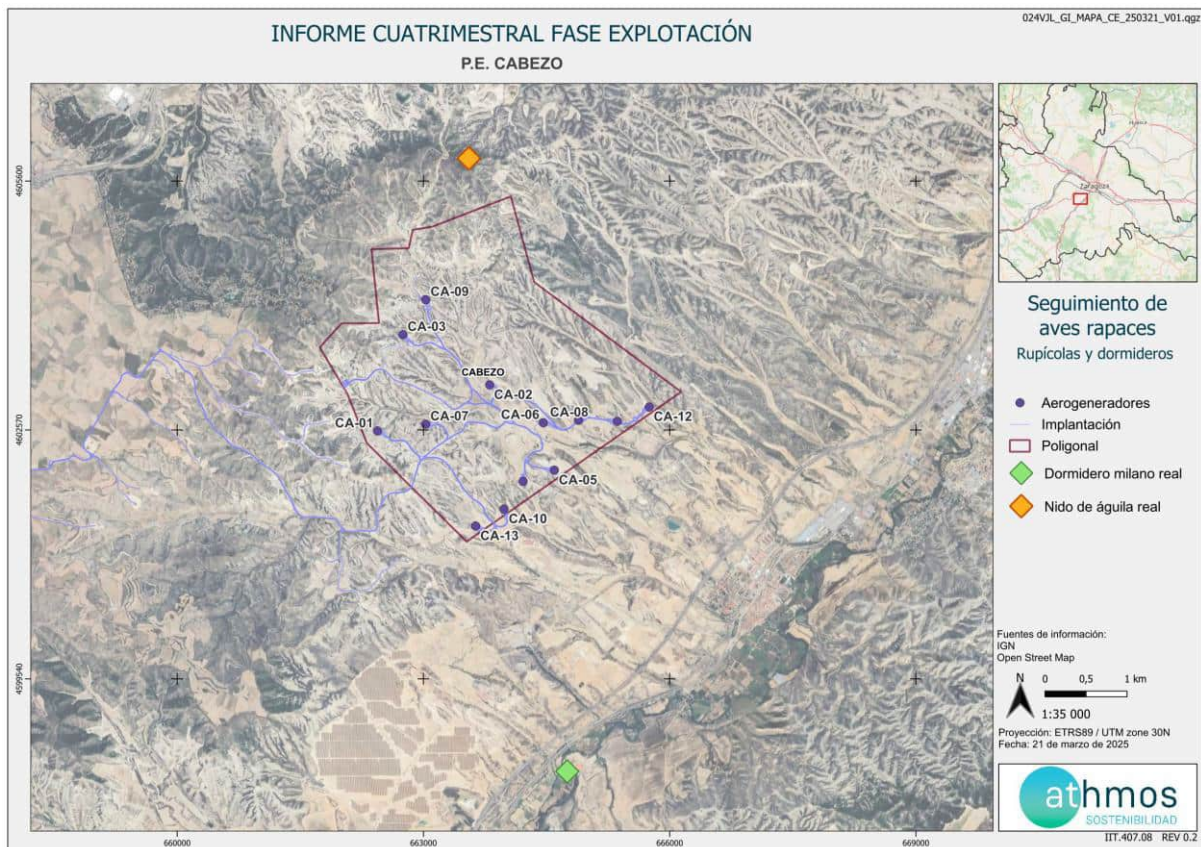 024VJL_GI_MAPA_CE_250321_V01.qgz
INFORME CUATRIMESTRAL FASE EXPLOTACIÓN
P.E. CABEZO
4605600
4602570
4599540
CA-09
CA-03
CABEZO
CA-02
CA-06
CA-08
CA-12
CA-01
CA-07
CA-05
CA-10
CA-13
660000
663000
666000
669000
Zaragoza
Seguimiento de
aves rapaces
Rupícolas y dormideros
Aerogeneradores
Implantación
Poligonal
Dormidero milano real
Nido de águila real
Fuentes de información:
IGN
Open Street Map
N
0 0,5 1 km
1:35 000
Proyección: ETRS89 / UTM zone 30N
Fecha: 21 de marzo de 2025
athmos
SOSTENIBILIDAD
IIT.407.08 REV 0.2